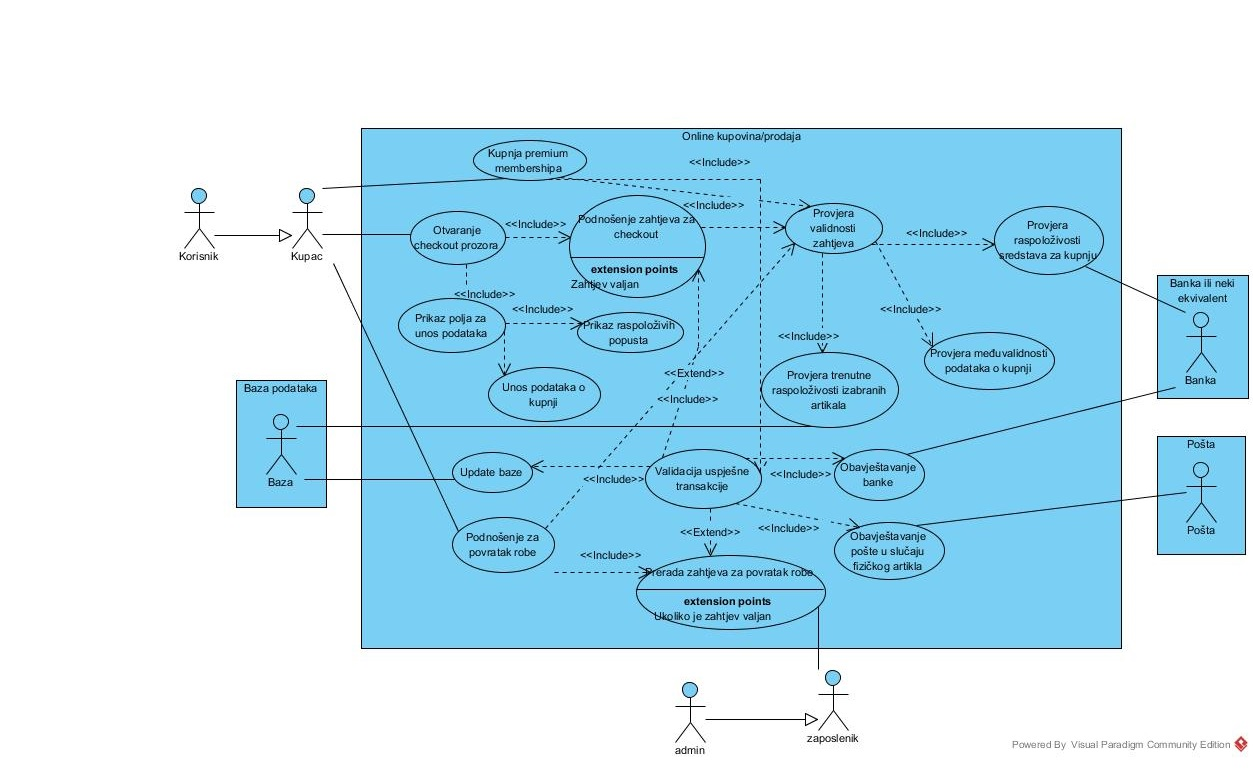 Online kupovina/prodaja
Kupnja premium
membershipa
<<Include>>
<<Include>>
Korisnik
Kupac
Otvaranje
checkout prozora
<<Include>>
Podnošenje zahtjeva za
checkout
extension points
Zahtjev valjan
Provjera
validnosti
zahtjeva
<<Include>>
Provjera
raspoloživosti
sredstava za kupnju
<<Include>>
Prikaz polja za
unos podataka
<<Include>>
Prikaz raspoloživih
popusta
<<Include>>
<<Include>>
Provjera međuvalidnosti
podataka o kupnji
Banka ili neki
ekvivalent
Banka
Unos podataka o
kupnji
<<Extend>>
<<Include>>
Provjera trenutne
raspoloživosti izabranih
artikala
Baza podataka
Baza
Update baze
<<Include>>
Validacija uspješne
transakcije
<<Include>>
Obavještavanje
banke
Pošta
Pošta
Podnošenje za
povratak robe
<<Include>>
<<Extend>>
<<Include>>
Obavještavanje
pošte u slučaju
fizičkog artikla
Prerada zahtjeva za povratak robe
extension points
Ukoliko je zahtjev valjan
admin
zaposlenik
Powered By Visual Paradigm Community Edition